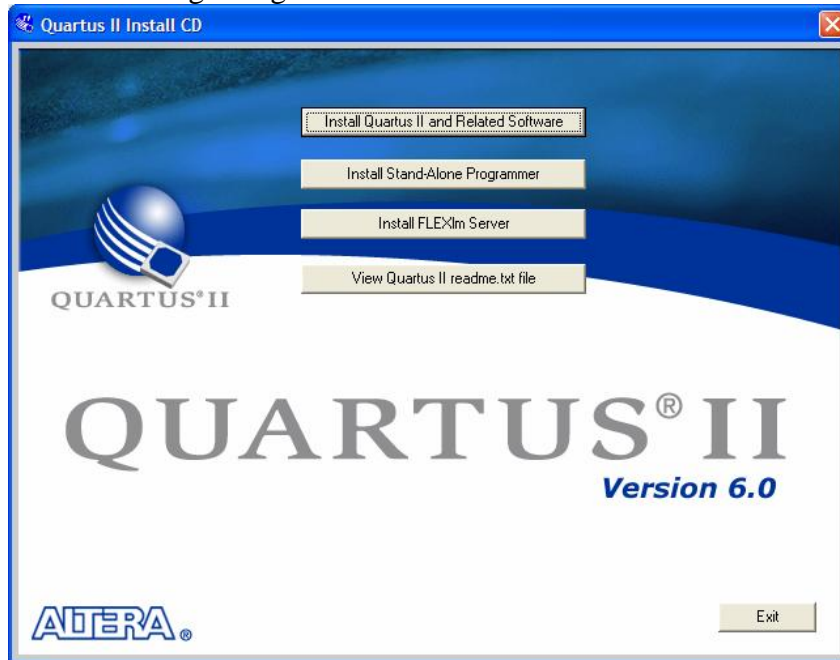 Quartus II Install CD
Install Quartus II and Related Software
Install Stand-Alone Programmer
Install FLEXlm Server
View Quartus II readme.txt file
QUARTUS® II
QUARTUS® II
Version 6.0
ALTERA®
Exit